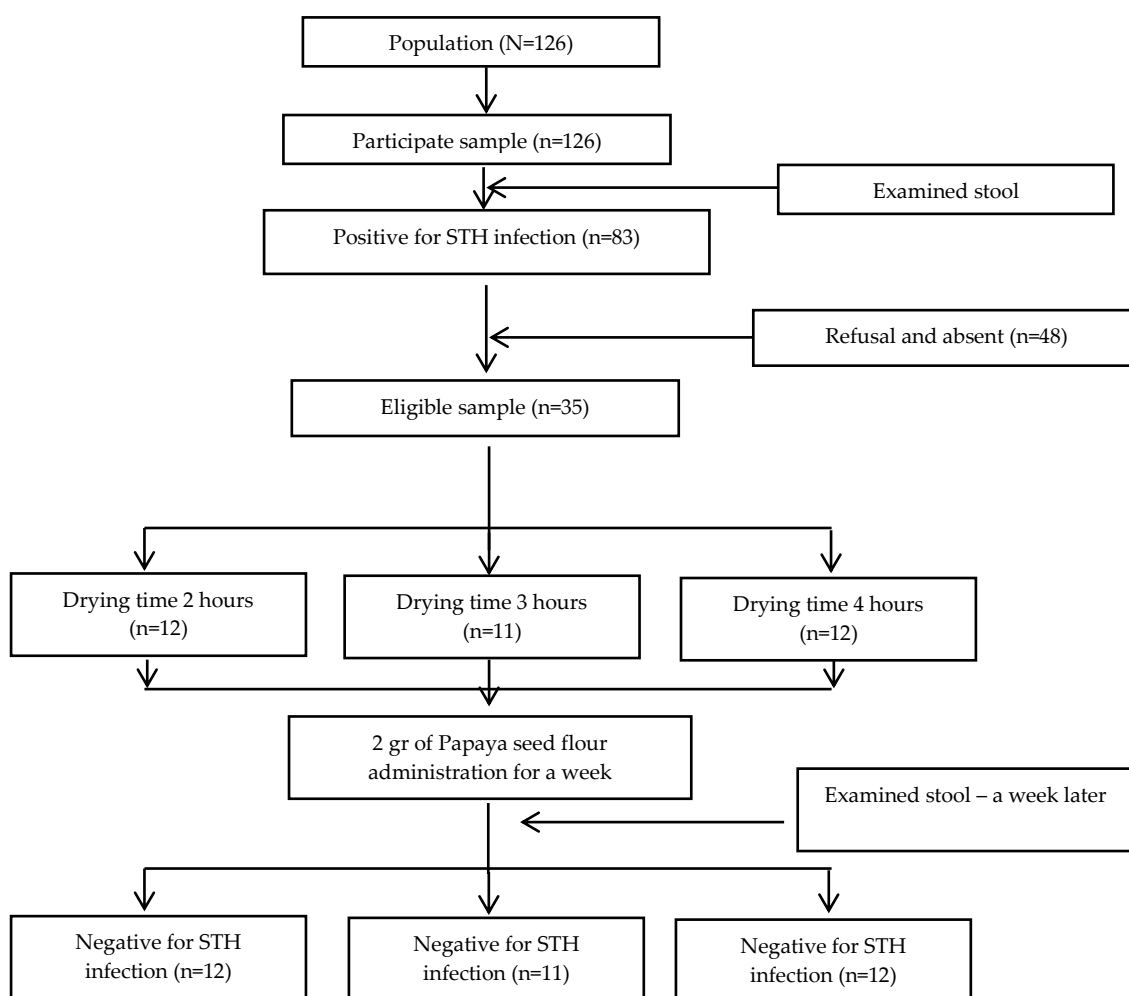 Population (N=126)
Participate sample (n=126)
Examined stool
Positive for STH infection (n=83)
Refusal and absent (n=48)
Eligible sample (n=35)
Drying time 2 hours
(n=12)
Drying time 3 hours
(n=11)
Drying time 4 hours
(n=12)
2 gr of Papaya seed flour
administration for a week
Examined stool – a week later
Negative for STH
infection (n=12)
Negative for STH
infection (n=11)
Negative for STH
infection (n=12)